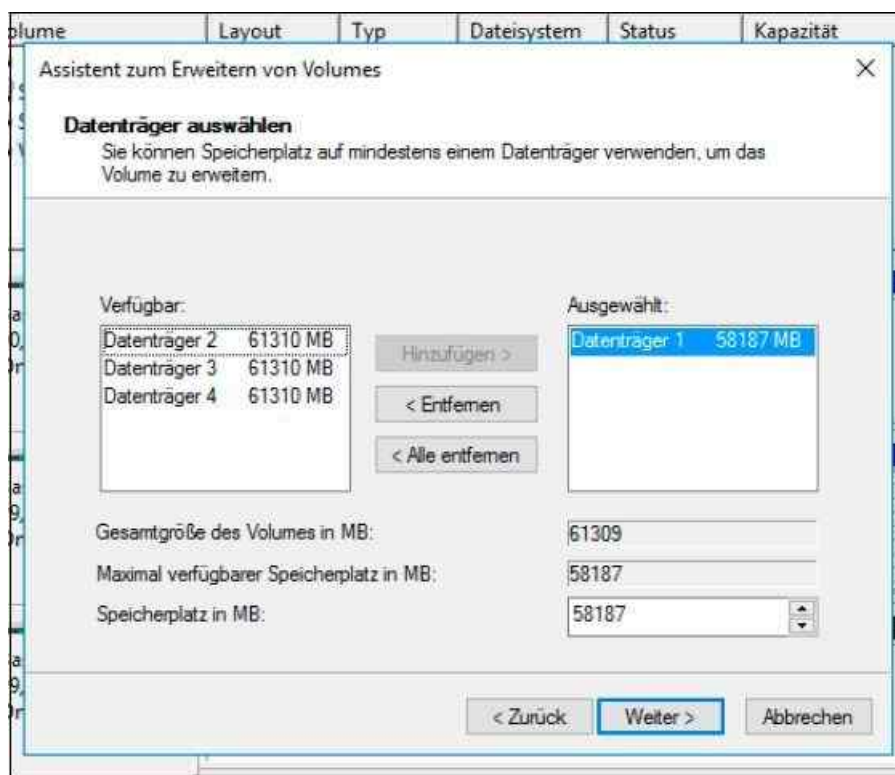 olume Layout Typ Dateisystem Status Kapazität
Assistent zum Erweitern von Volumes
Datenträger auswählen
Sie können Speicherplatz auf mindestens einem Datenträger verwenden, um das
Volume zu erweitern.
Verfügbar:
Datenträger 2 61310 MB
Datenträger 3 61310 MB
Datenträger 4 61310 MB
Hinzufügen >
< Entfernen
< Alle entfernen
Ausgewählt:
Datenträger 1 58187 MB
Gesamtgröße des Volumes in MB: 61309
Maximal verfügbarer Speicherplatz in MB: 58187
Speicherplatz in MB: 58187
< Zurück Weiter > Abbrechen